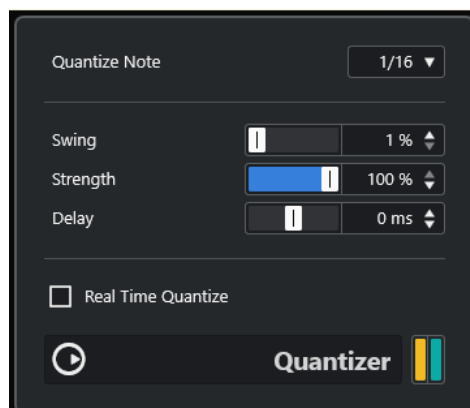 Quantize Note 1/16
Swing 1 %
Strength 100 %
Delay 0 ms
Real Time Quantize
Quantizer